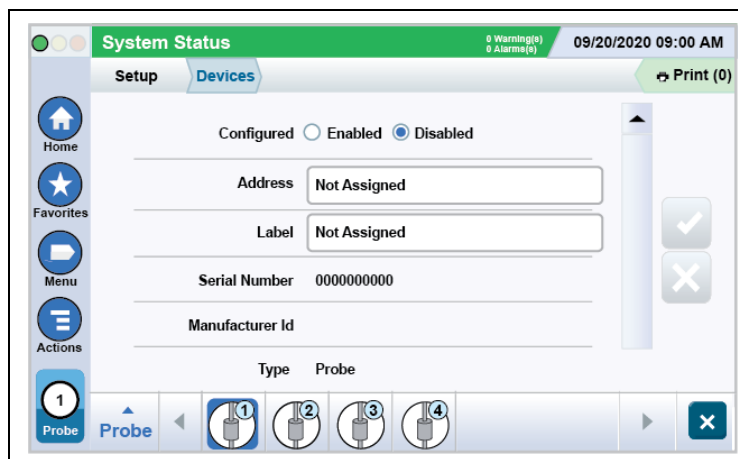 System Status
0 Warning(s)
0 Alarms(s)
09/20/2020 09:00 AM
Setup
Devices
Print (0)
Configured Enabled Disabled
Home
Address Not Assigned
Favorites
Label Not Assigned
Menu
Serial Number 0000000000
Manufacturer Id
Actions
Type Probe
1
Probe
Probe
1
2
3
4